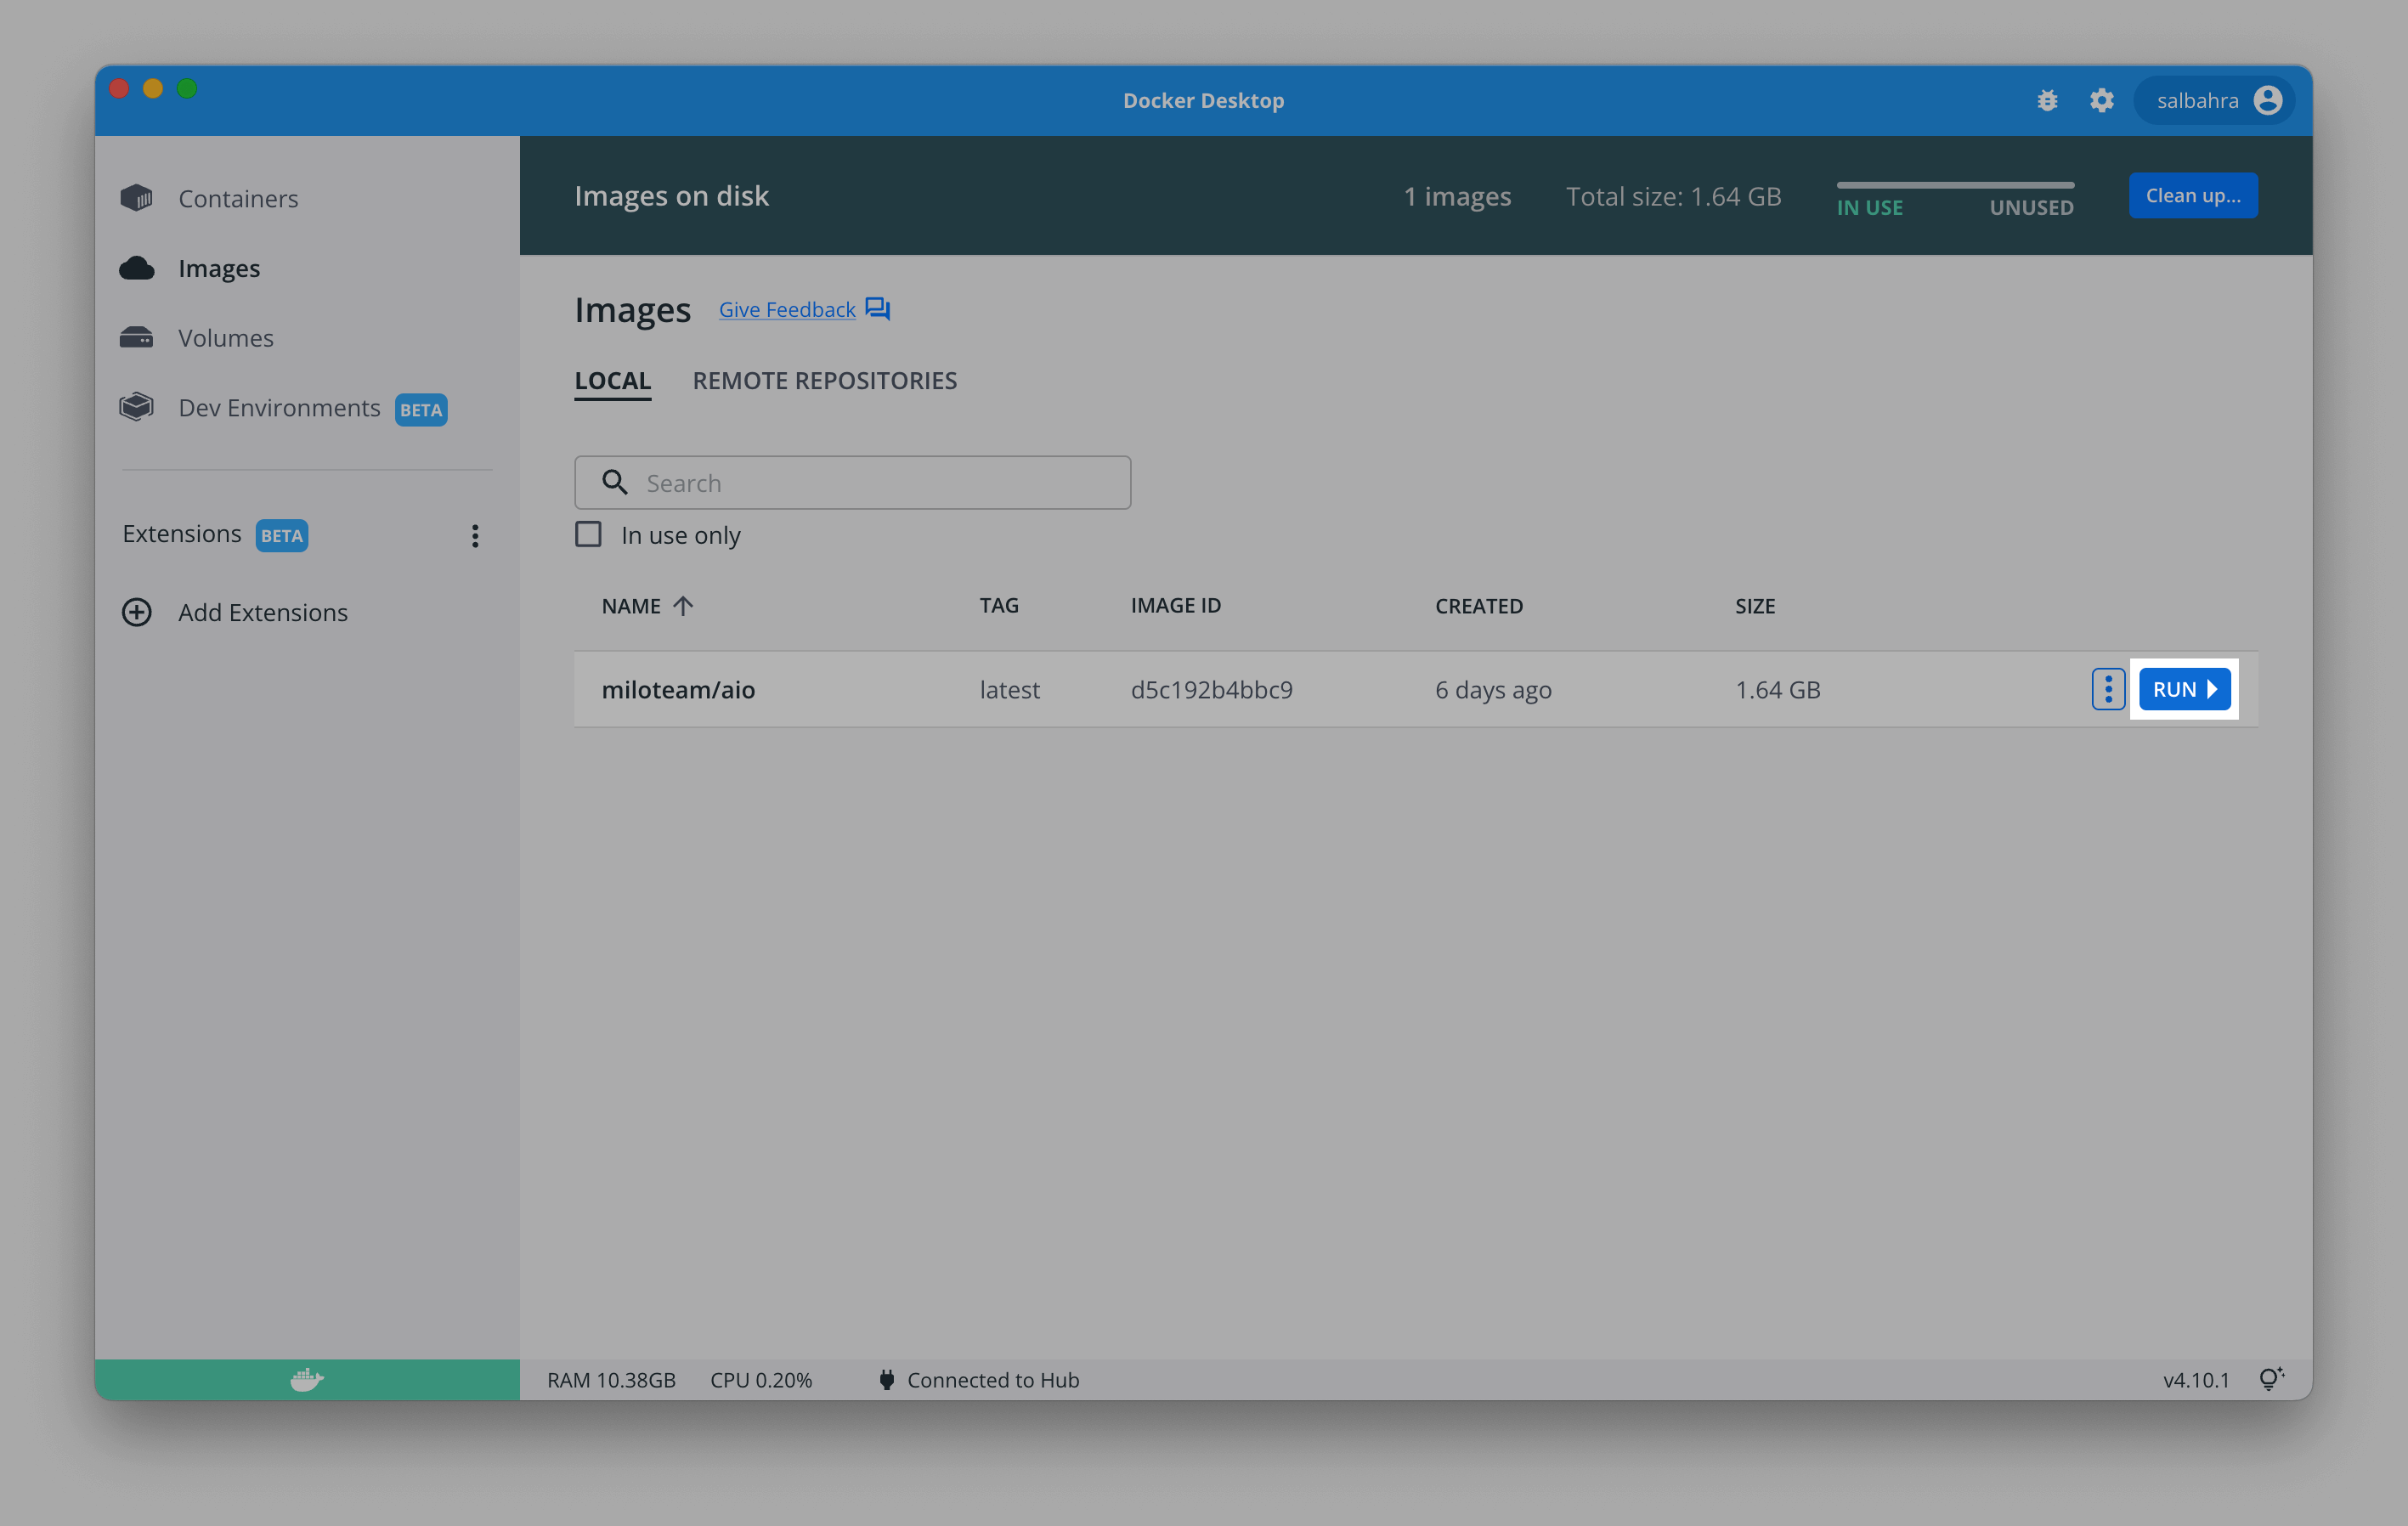 Docker Desktop
salbahra
Containers
Images
Volumes
Dev Environments BETA
Extensions BETA
Add Extensions
Images on disk
1 images
Total size: 1.64 GB
IN USE UNUSED
Clean up...
Images Give Feedback
LOCAL REMOTE REPOSITORIES
Search
In use only
NAME TAG IMAGE ID CREATED SIZE
miloteam/aio latest d5c192b4bbc9 6 days ago 1.64 GB RUN
RAM 10.38GB CPU 0.20% Connected to Hub v4.10.1